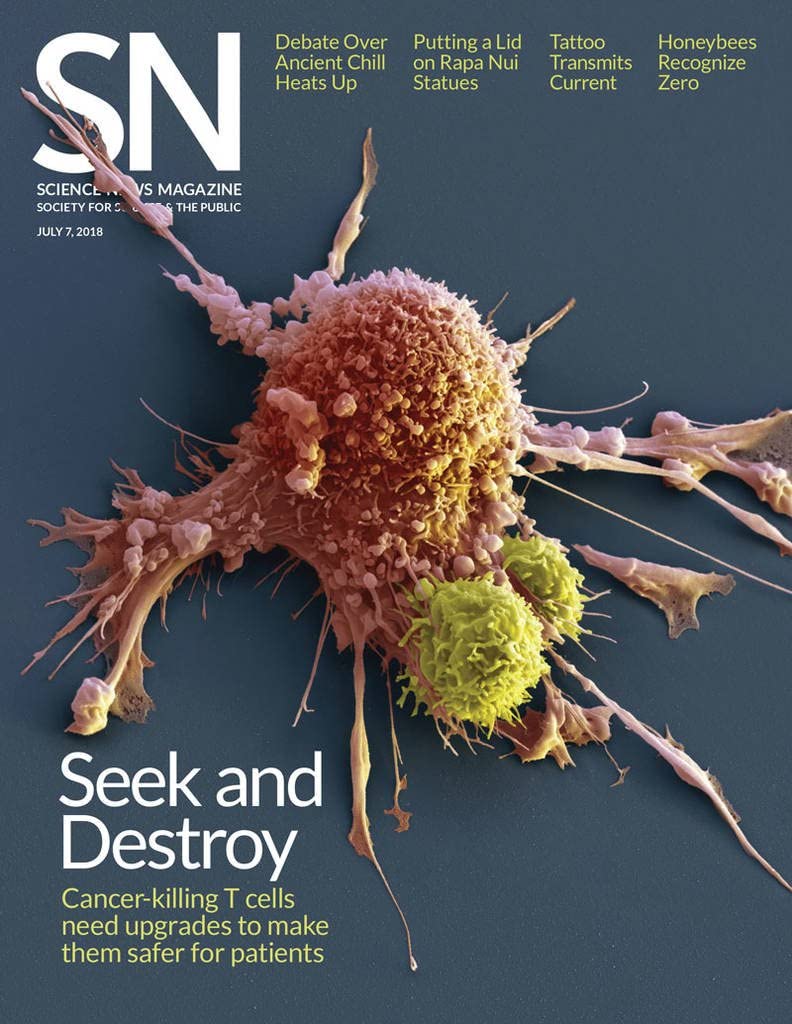 SN
SCIENCE NEWS MAGAZINE
SOCIETY FOR SCIENCE & THE PUBLIC
JULY 7, 2018
Debate Over
Ancient Chill
Heats Up
Putting a Lid
on Rapa Nui
Statues
Tattoo
Transmits
Current
Honeybees
Recognize
Zero
Seek and
Destroy
Cancer-killing T cells
need upgrades to make
them safer for patients